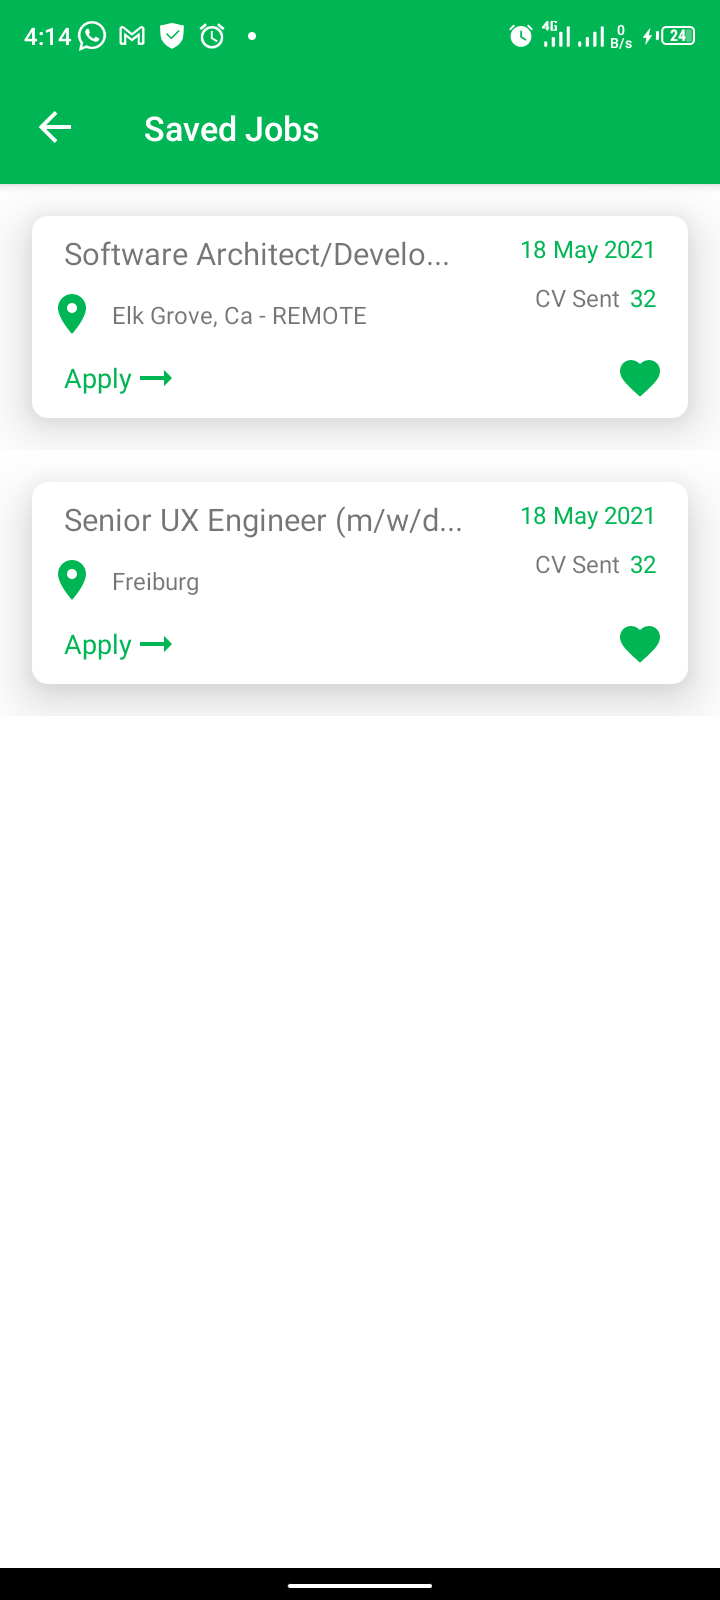 4:14
4G
0 B/s
24
Saved Jobs
Software Architect/Develo...
18 May 2021
Elk Grove, Ca - REMOTE
CV Sent 32
Apply
Senior UX Engineer (m/w/d...
18 May 2021
Freiburg
CV Sent 32
Apply